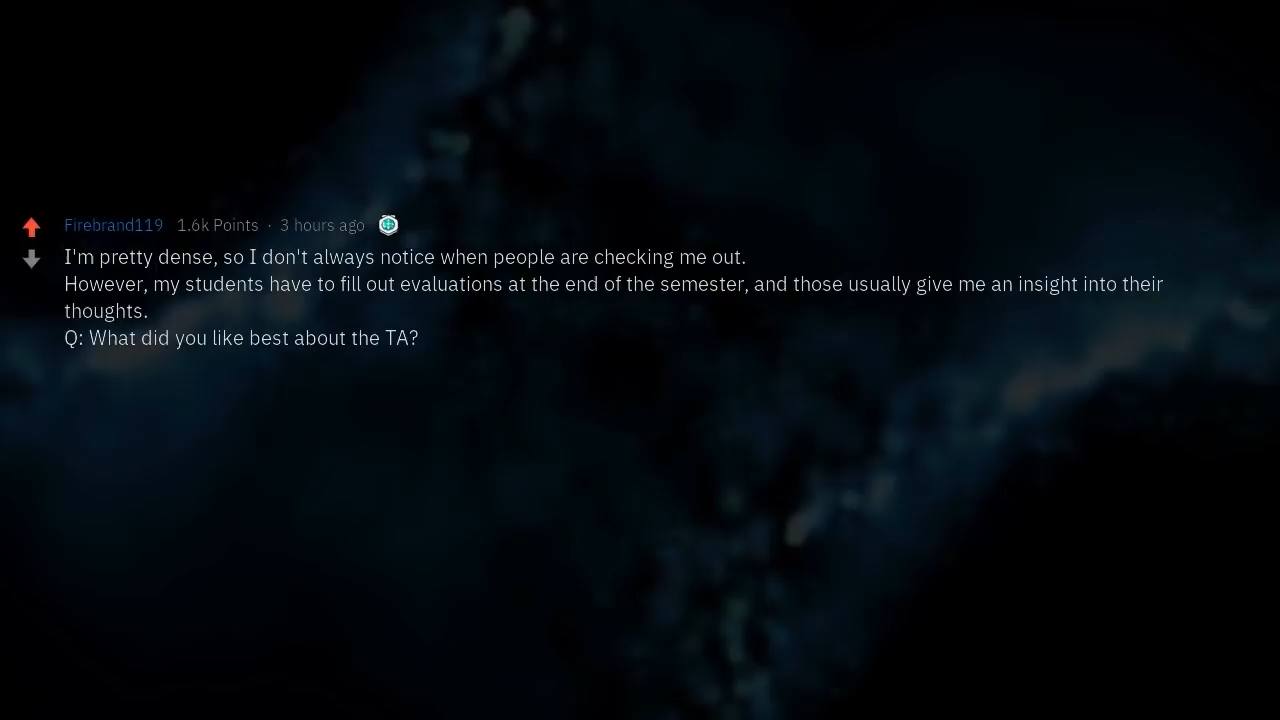 Firebrand119 1.6k Points · 3 hours ago
I'm pretty dense, so I don't always notice when people are checking me out.
However, my students have to fill out evaluations at the end of the semester, and those usually give me an insight into their
thoughts.
Q: What did you like best about the TA?